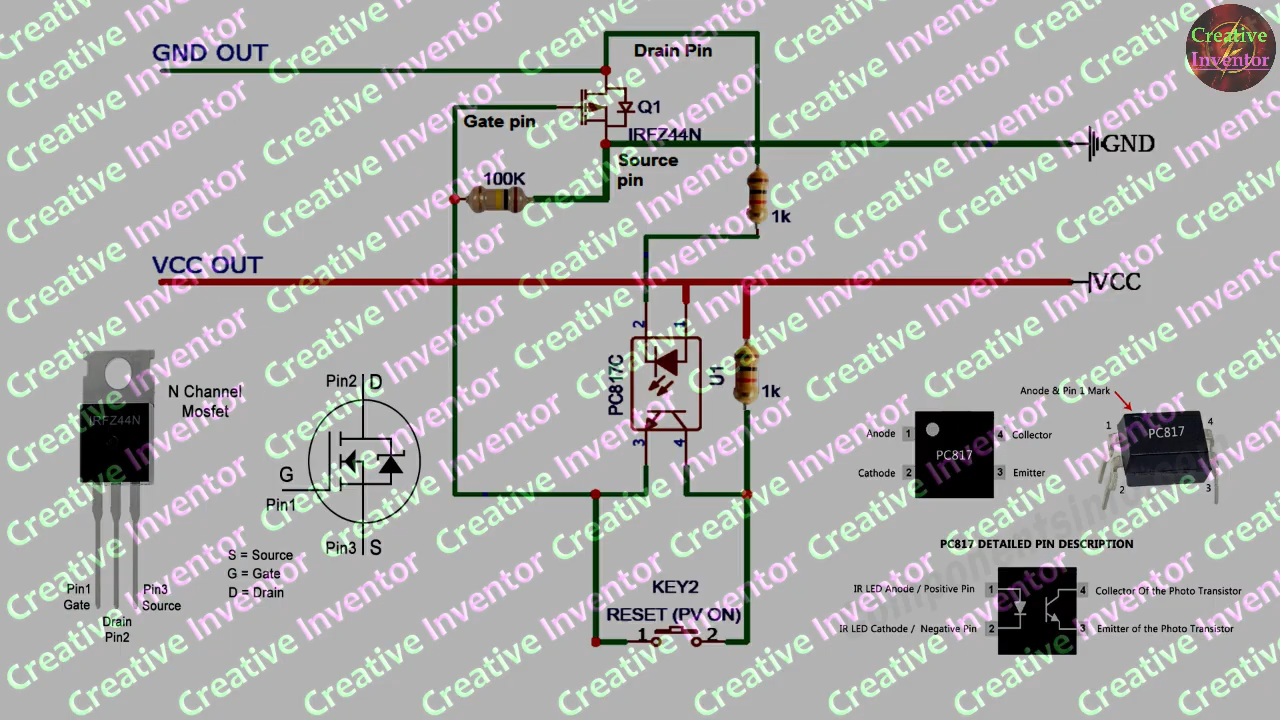 Creative
Inventor
GND OUT
Drain Pin
Q1
Gate pin
IRFZ44N
Source
pin
GND
100K
1k
VCC OUT
VCC
2
1
PC817C
U1
1k
3
4
KEY2
RESET (PV ON)
1
2
IRFZ44N
N Channel
Mosfet
Pin1
Gate
Drain
Pin2
Pin3
Source
Pin2
D
G
Pin1
Pin3
S
S = Source
G = Gate
D = Drain
Anode & Pin 1 Mark
Anode
1
4
Collector
PC817
Cathode
2
3
Emitter
1
PC817
4
2
3
PC817 DETAILED PIN DESCRIPTION
IR LED Anode / Positive Pin
1
4
Collector Of the Photo Transistor
IR LED Cathode / Negative Pin
2
3
Emitter of the Photo Transistor
Creative Inventor